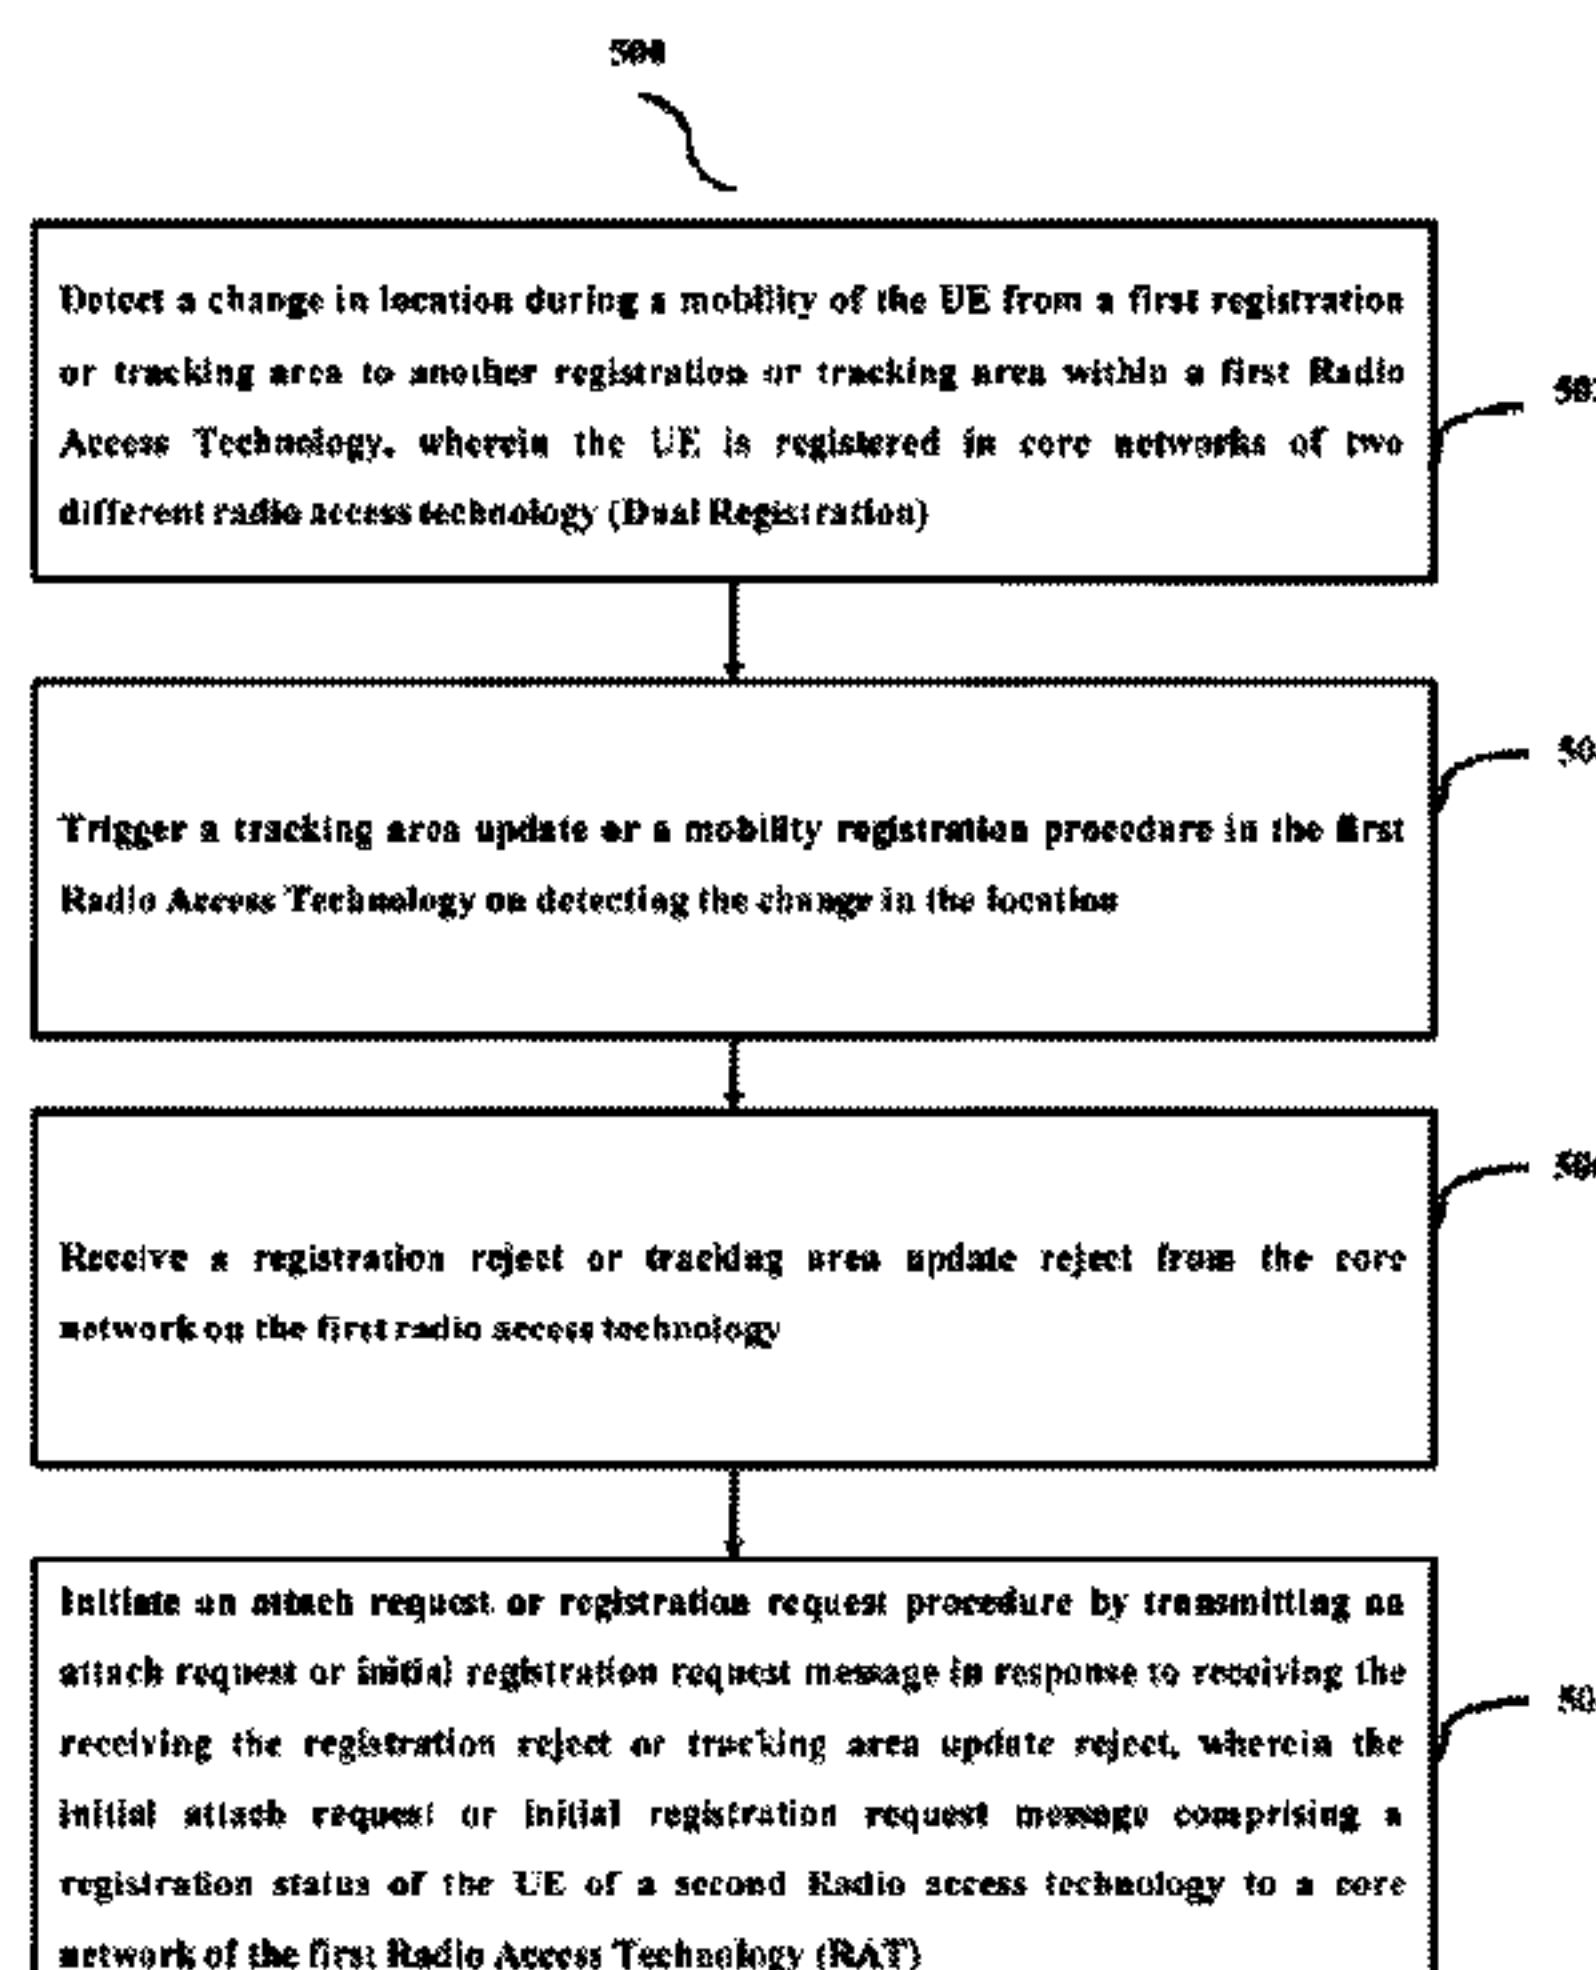 500
Detect a change in location during a mobility of the UE from a first registration
or tracking area to another registration or tracking area within a first Radio
Access Technology, wherein the UE is registered in core networks of two
different radio access technology (Dual Registration)
Trigger a tracking area update or a mobility registration procedure in the first
Radio Access Technology on detecting the change in the location
Receive a registration reject or tracking area update reject from the core
network on the first radio access technology
Initiate an attach request or registration request procedure by transmitting an
attach request or initial registration request message in response to receiving the
receiving the registration reject or tracking area update reject, wherein the
initial attach request or initial registration request message comprising a
registration status of the UE of a second Radio access technology to a core
network of the first Radio Access Technology (RAT)